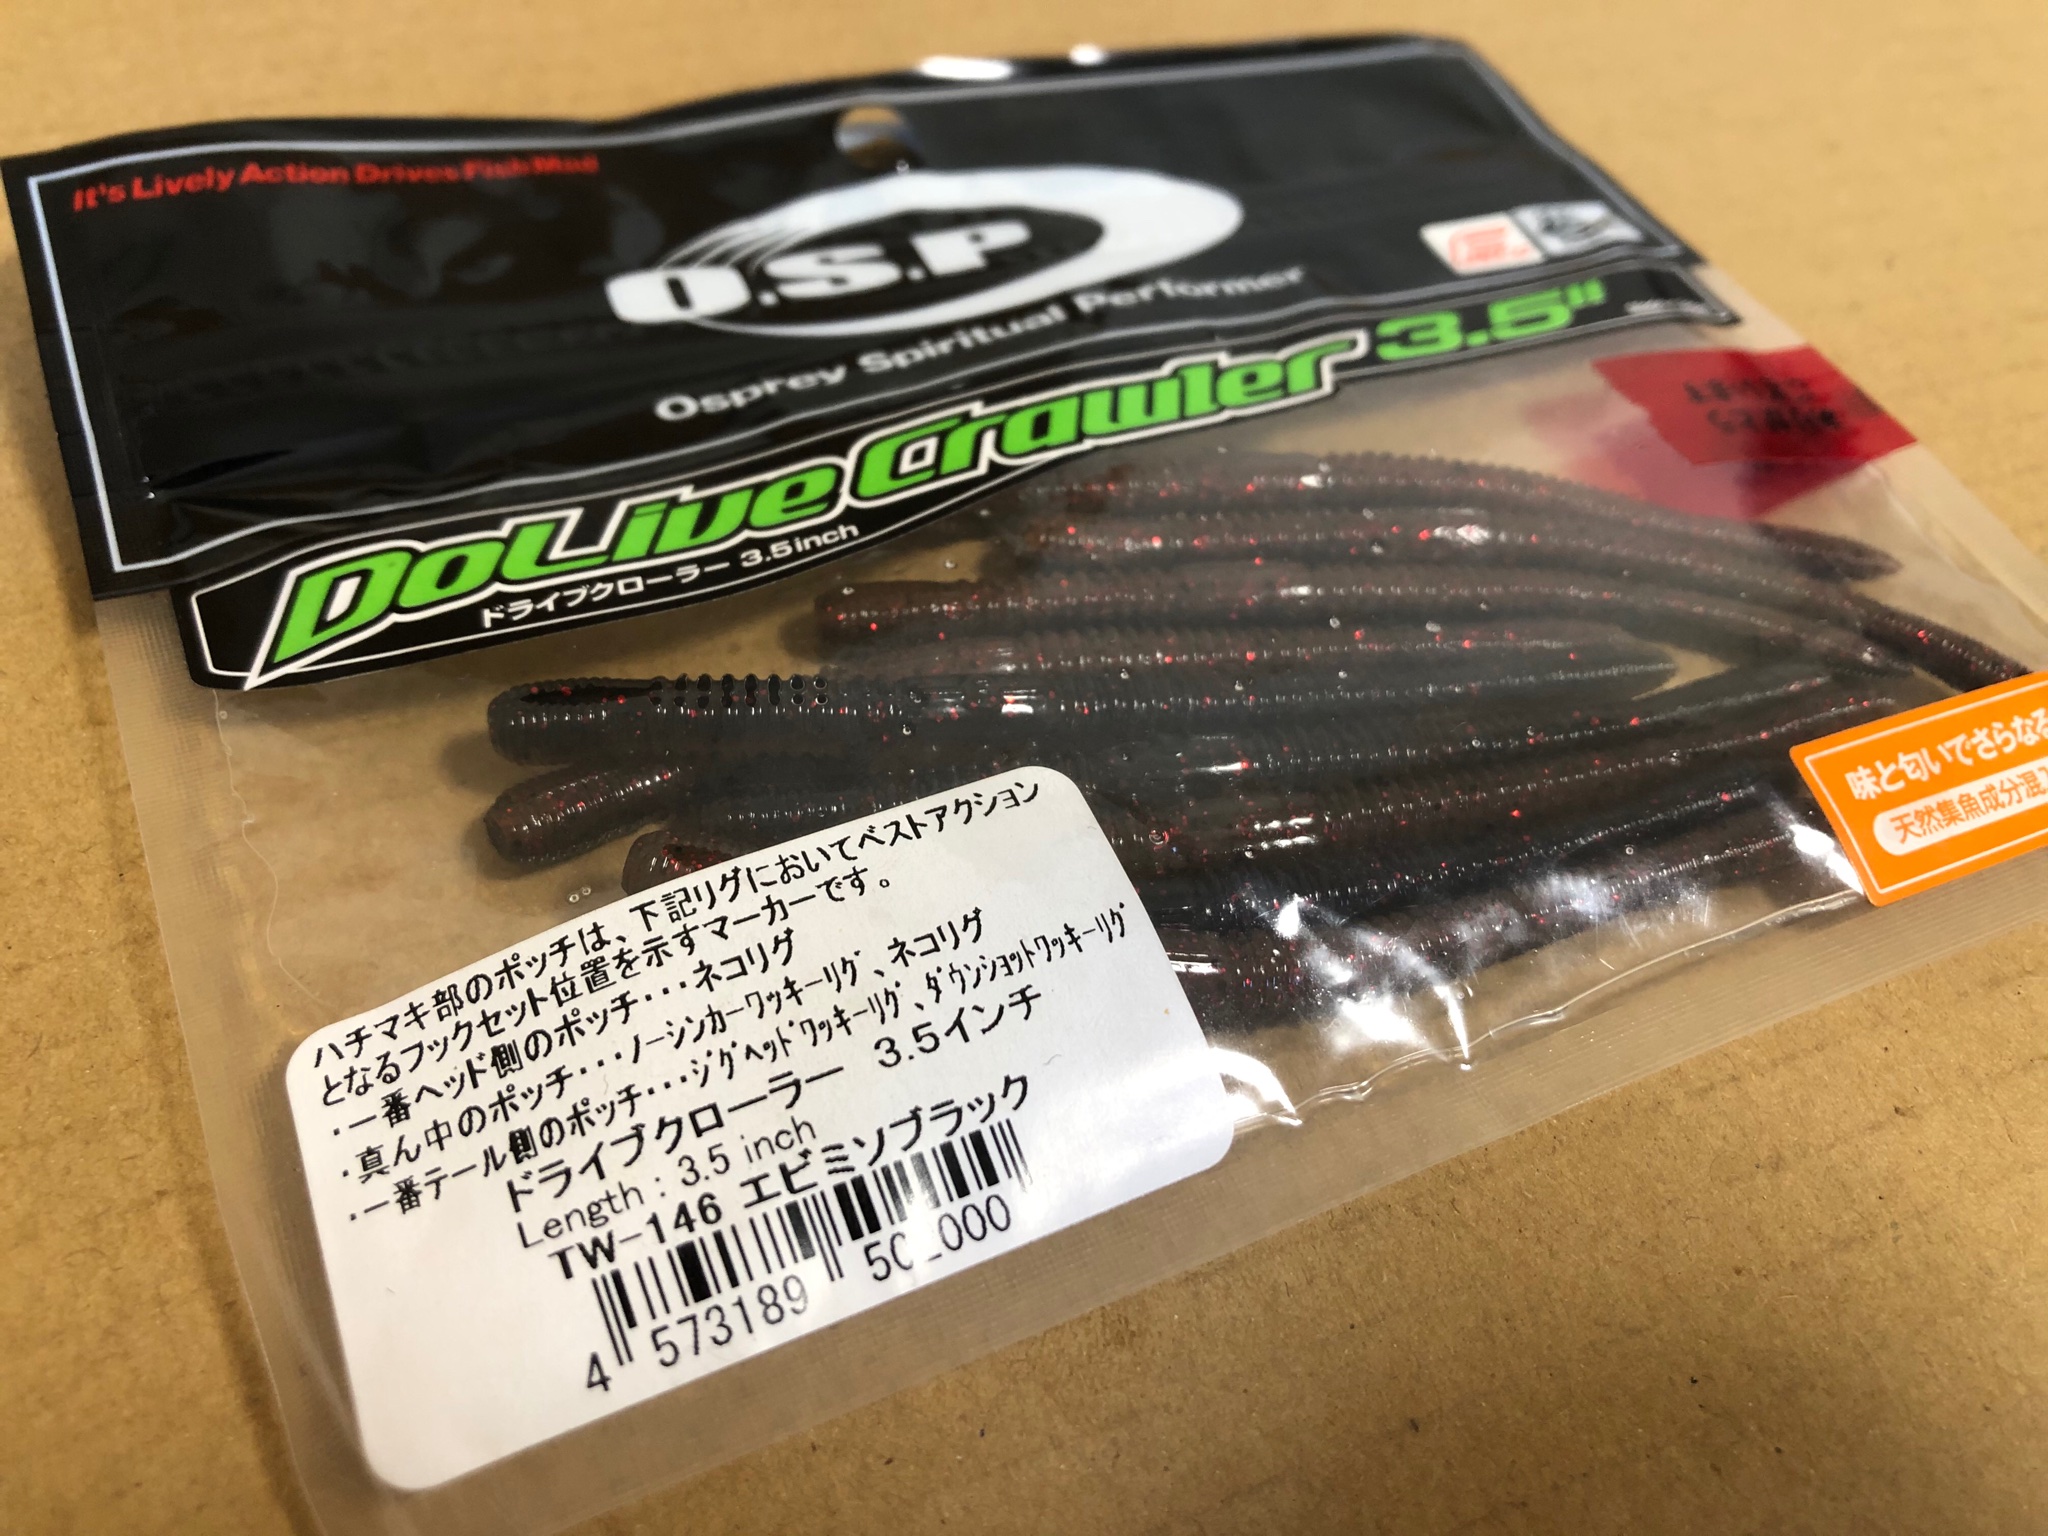 It's Lively Action Drives Fish Mad
O.S.P
Osprey Spiritual Performer
DoLive Crawler 3.5"
ドライブクローラー 3.5inch
味と匂いでさらなる
天然集魚成分混入
ハチマキ部のポッチは、下記リグにおいてベストアクション
となるフックセット位置を示すマーカーです。
・一番ヘッド側のポッチ・・・ネコリグ
・真ん中のポッチ・・・ノーシンカーワッキーリグ、ネコリグ
・一番テール側のポッチ・・・ジグヘッドワッキーリグ、ダウンショットワッキーリグ
ドライブクローラー 3.5インチ
Length : 3.5 inch
TW-146 エビミソブラック
4 573189